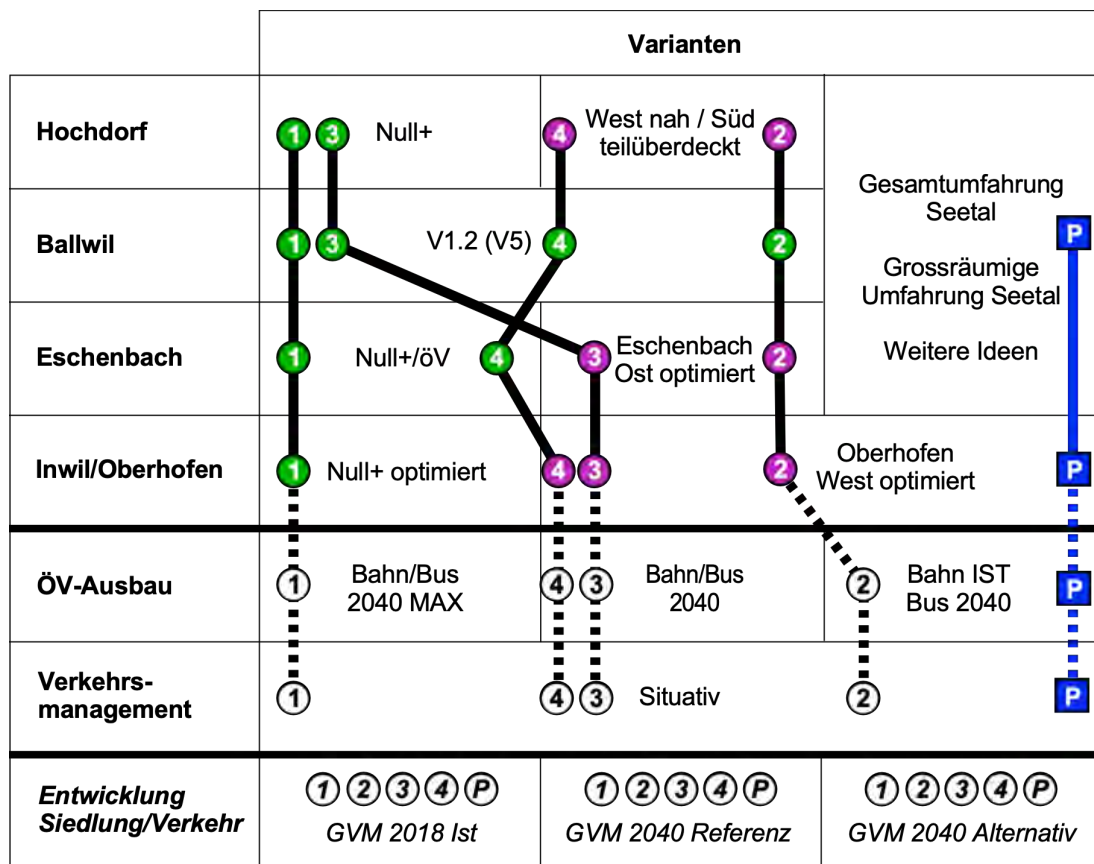 Varianten
Hochdorf
1 3 Null+ 4 West nah / Süd 2
teilüberdeckt
Gesamtumfahrung
Seetal
Ballwil
1 3 V1.2 (V5) 4 2 P
Grossräumige
Umfahrung Seetal
Eschenbach
1 Null+/öV 4 3 Eschenbach 2
Ost optimiert
Weitere Ideen
Inwil/Oberhofen
1 Null+ optimiert 4 3 2 Oberhofen P
West optimiert
ÖV-Ausbau
1 Bahn/Bus 4 3 Bahn/Bus 2 Bahn IST P
2040 MAX 2040 Bus 2040
Verkehrs-
management
1 4 3 Situativ 2 P
Entwicklung
Siedlung/Verkehr
1 2 3 4 P 1 2 3 4 P 1 2 3 4 P
GVM 2018 Ist GVM 2040 Referenz GVM 2040 Alternativ